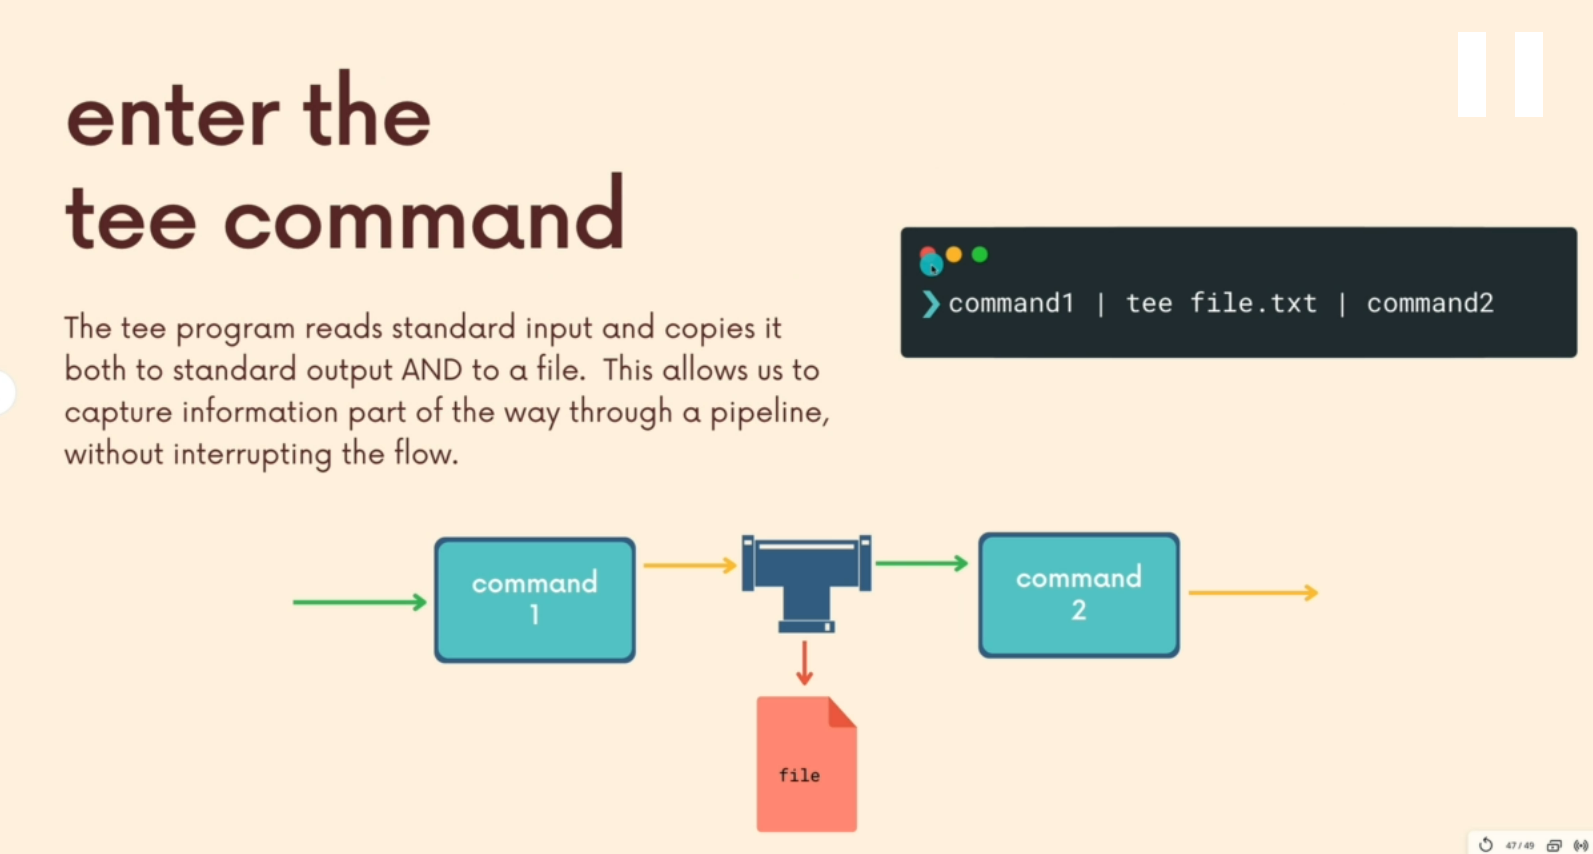 enter the
tee command
The tee program reads standard input and copies it
both to standard output AND to a file.  This allows us to
capture information part of the way through a pipeline,
without interrupting the flow.
❯ command1 | tee file.txt | command2
command
1
command
2
file
47/49